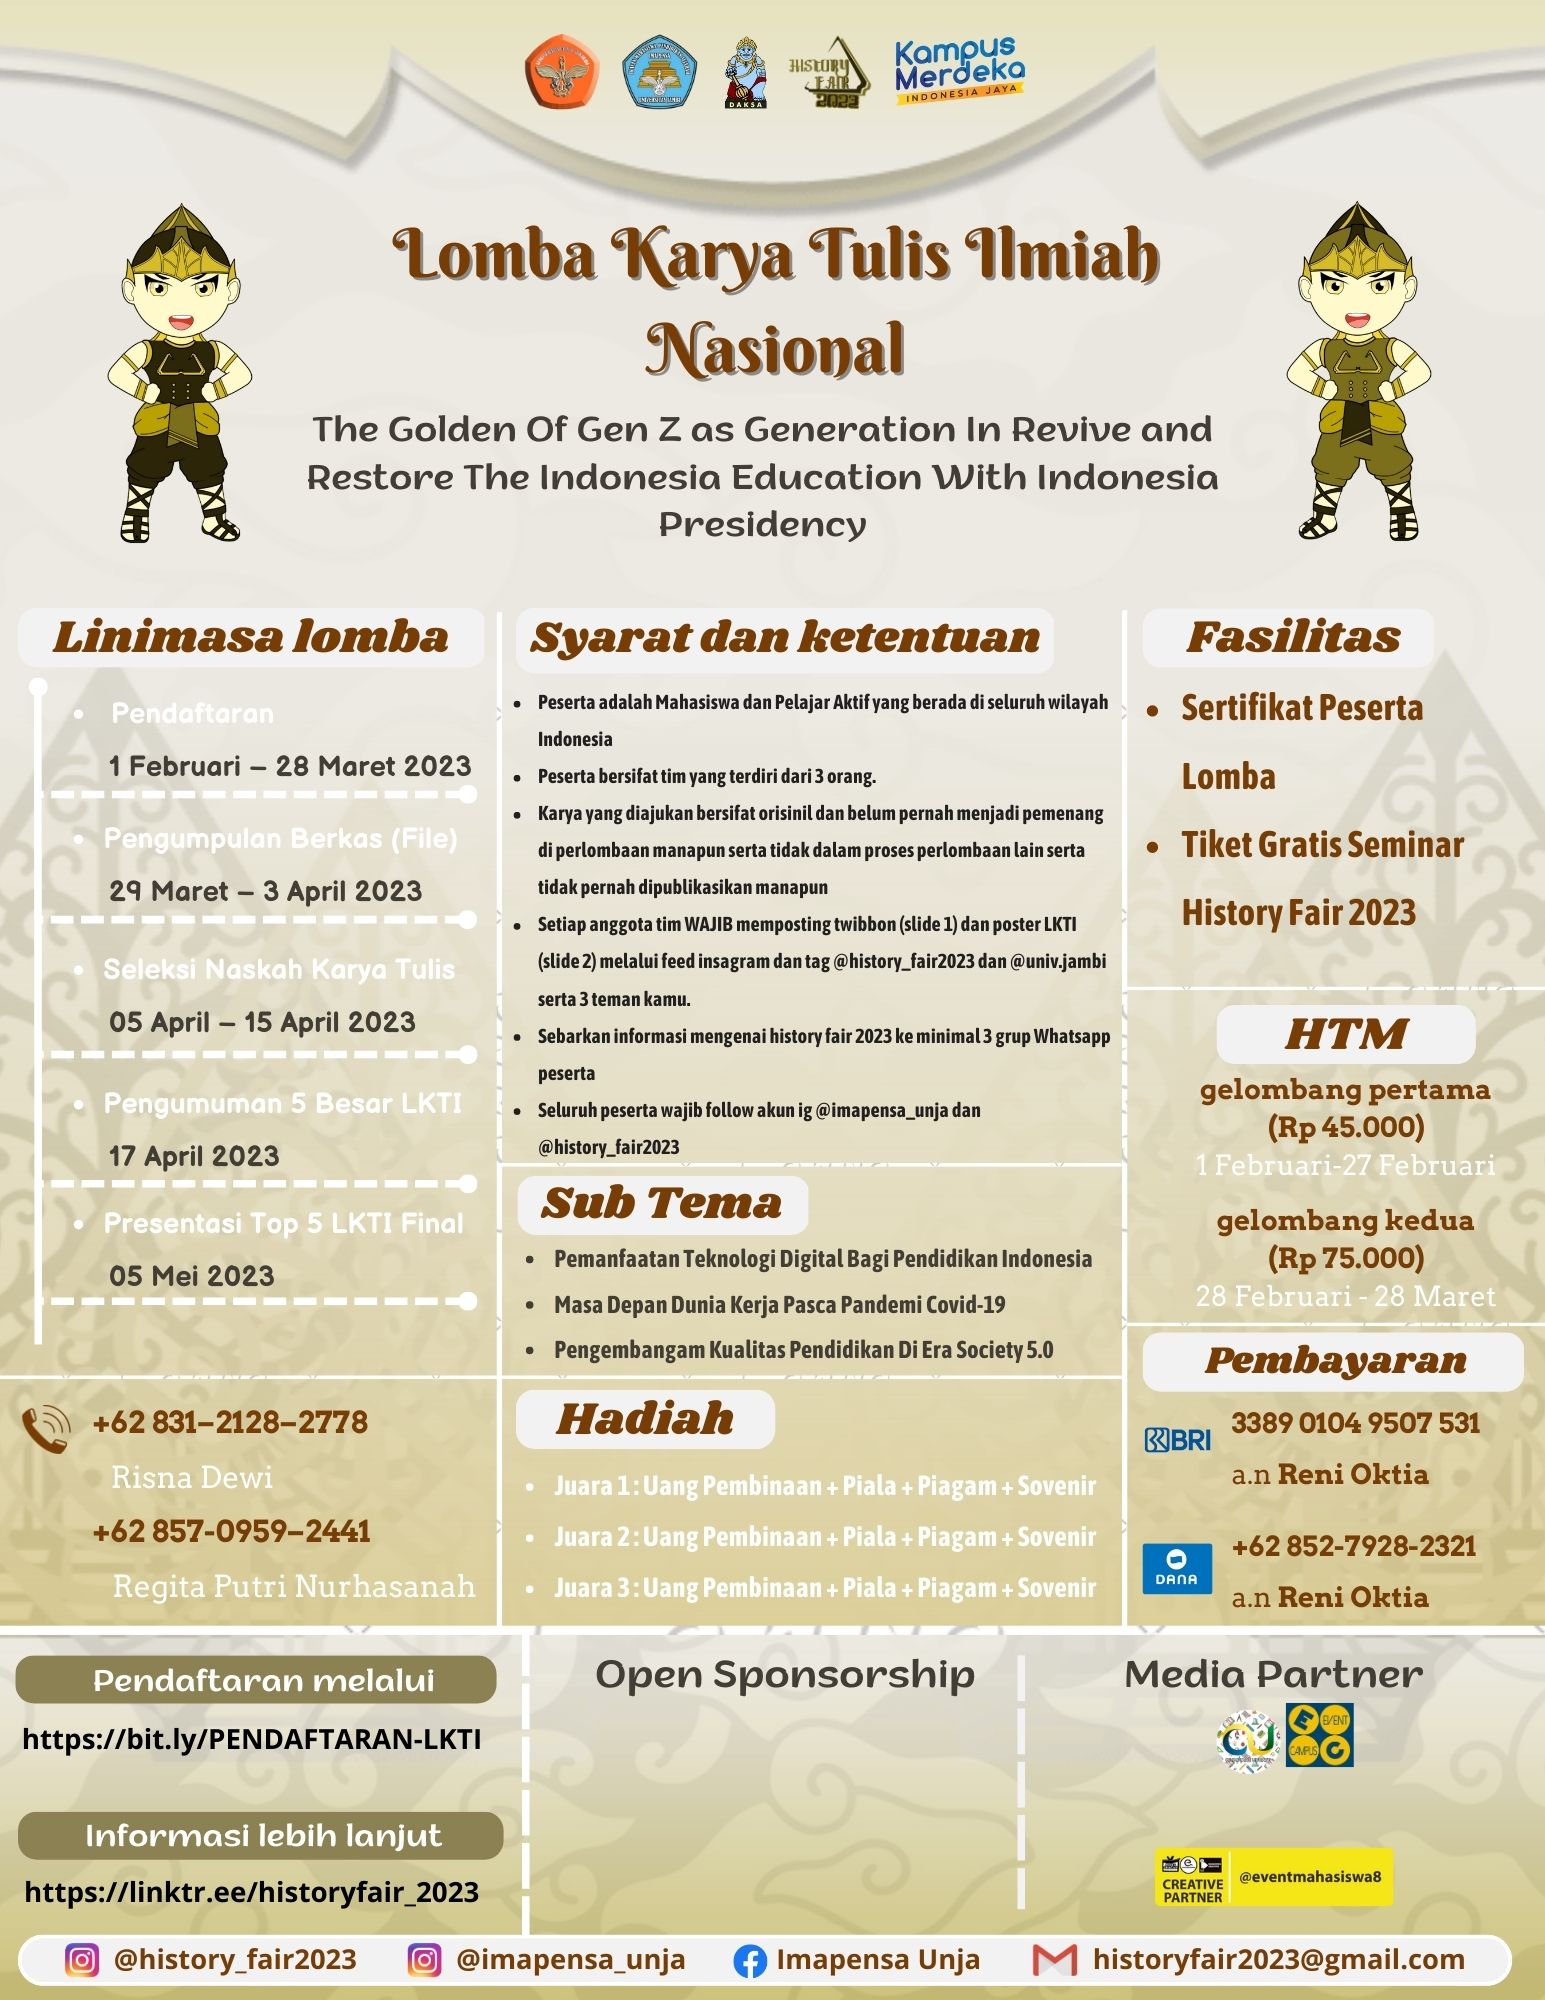 DAKSA
HISTORY
FAIR
2023
Kampus
Merdeka
INDONESIA JAYA
Lomba Karya Tulis Ilmiah
Nasional
The Golden Of Gen Z as Generation In Revive and
Restore The Indonesia Education With Indonesia
Presidency
Linimasa lomba
• Pendaftaran
1 Februari – 28 Maret 2023
• Pengumpulan Berkas (File)
29 Maret – 3 April 2023
• Seleksi Naskah Karya Tulis
05 April – 15 April 2023
• Pengumuman 5 Besar LKTI
17 April 2023
• Presentasi Top 5 LKTI Final
05 Mei 2023
+62 831–2128–2778
Risna Dewi
+62 857-0959–2441
Regita Putri Nurhasanah
Syarat dan ketentuan
• Peserta adalah Mahasiswa dan Pelajar Aktif yang berada di seluruh wilayah
Indonesia
• Peserta bersifat tim yang terdiri dari 3 orang.
• Karya yang diajukan bersifat orisinil dan belum pernah menjadi pemenang
di perlombaan manapun serta tidak dalam proses perlombaan lain serta
tidak pernah dipublikasikan manapun
• Setiap anggota tim WAJIB memposting twibbon (slide 1) dan poster LKTI
(slide 2) melalui feed insagram dan tag @history_fair2023 dan @univ.jambi
serta 3 teman kamu.
• Sebarkan informasi mengenai history fair 2023 ke minimal 3 grup Whatsapp
peserta
• Seluruh peserta wajib follow akun ig @imapensa_unja dan
@history_fair2023
Sub Tema
• Pemanfaatan Teknologi Digital Bagi Pendidikan Indonesia
• Masa Depan Dunia Kerja Pasca Pandemi Covid-19
• Pengembangam Kualitas Pendidikan Di Era Society 5.0
Hadiah
• Juara 1 : Uang Pembinaan + Piala + Piagam + Sovenir
• Juara 2 : Uang Pembinaan + Piala + Piagam + Sovenir
• Juara 3 : Uang Pembinaan + Piala + Piagam + Sovenir
Fasilitas
• Sertifikat Peserta
Lomba
• Tiket Gratis Seminar
History Fair 2023
HTM
gelombang pertama
(Rp 45.000)
1 Februari-27 Februari
gelombang kedua
(Rp 75.000)
28 Februari - 28 Maret
Pembayaran
BRI
3389 0104 9507 531
a.n Reni Oktia
DANA
+62 852-7928-2321
a.n Reni Oktia
Pendaftaran melalui
https://bit.ly/PENDAFTARAN-LKTI
Informasi lebih lanjut
https://linktr.ee/historyfair_2023
Open Sponsorship
Media Partner
CU
E EVENT
CAMPUS C
CREATIVE
PARTNER
@eventmahasiswa8
@history_fair2023
@imapensa_unja
Imapensa Unja
historyfair2023@gmail.com